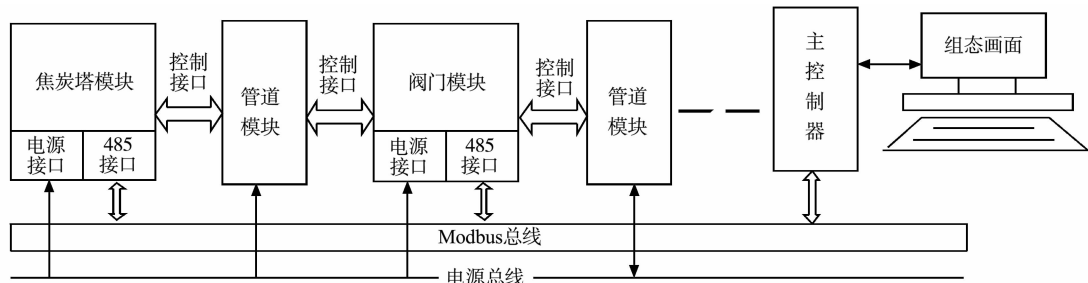 焦炭塔模块
电源
接口
485
接口
控制
接口
管道
模块
控制
接口
阀门模块
电源
接口
485
接口
控制
接口
管道
模块
主
控
制
器
组态画面
Modbus总线
电源总线